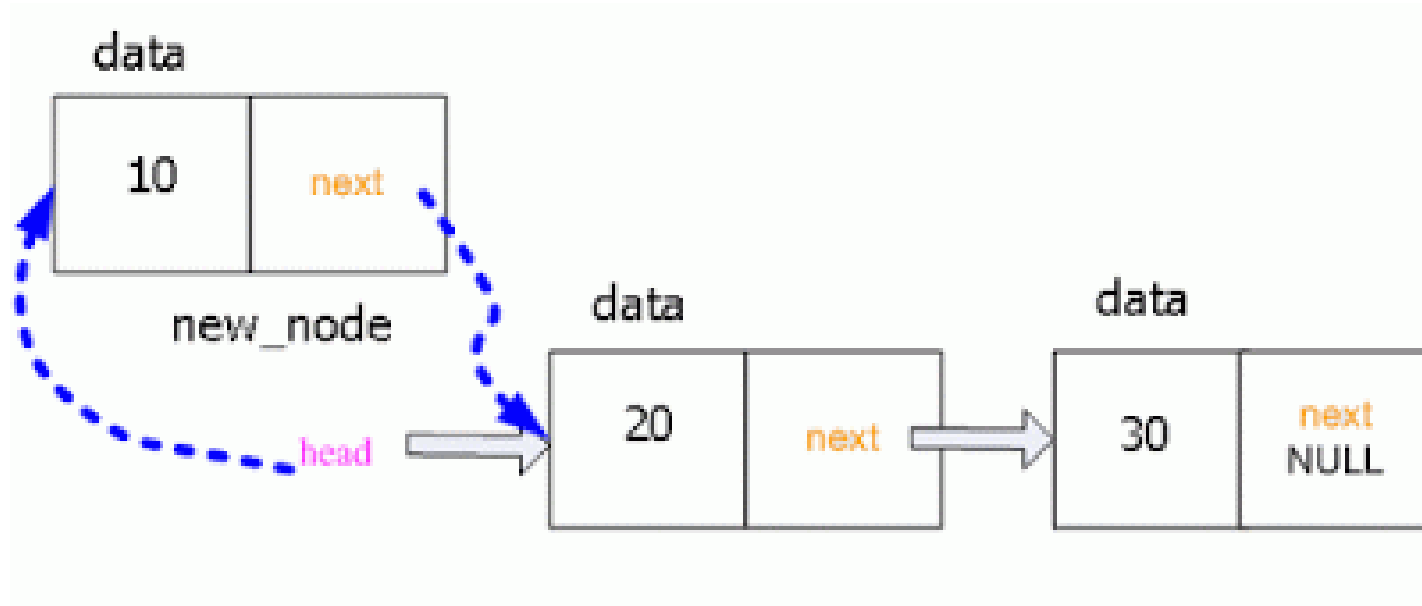 data
10 next
new_node
head
data
20 next
data
30 next
NULL